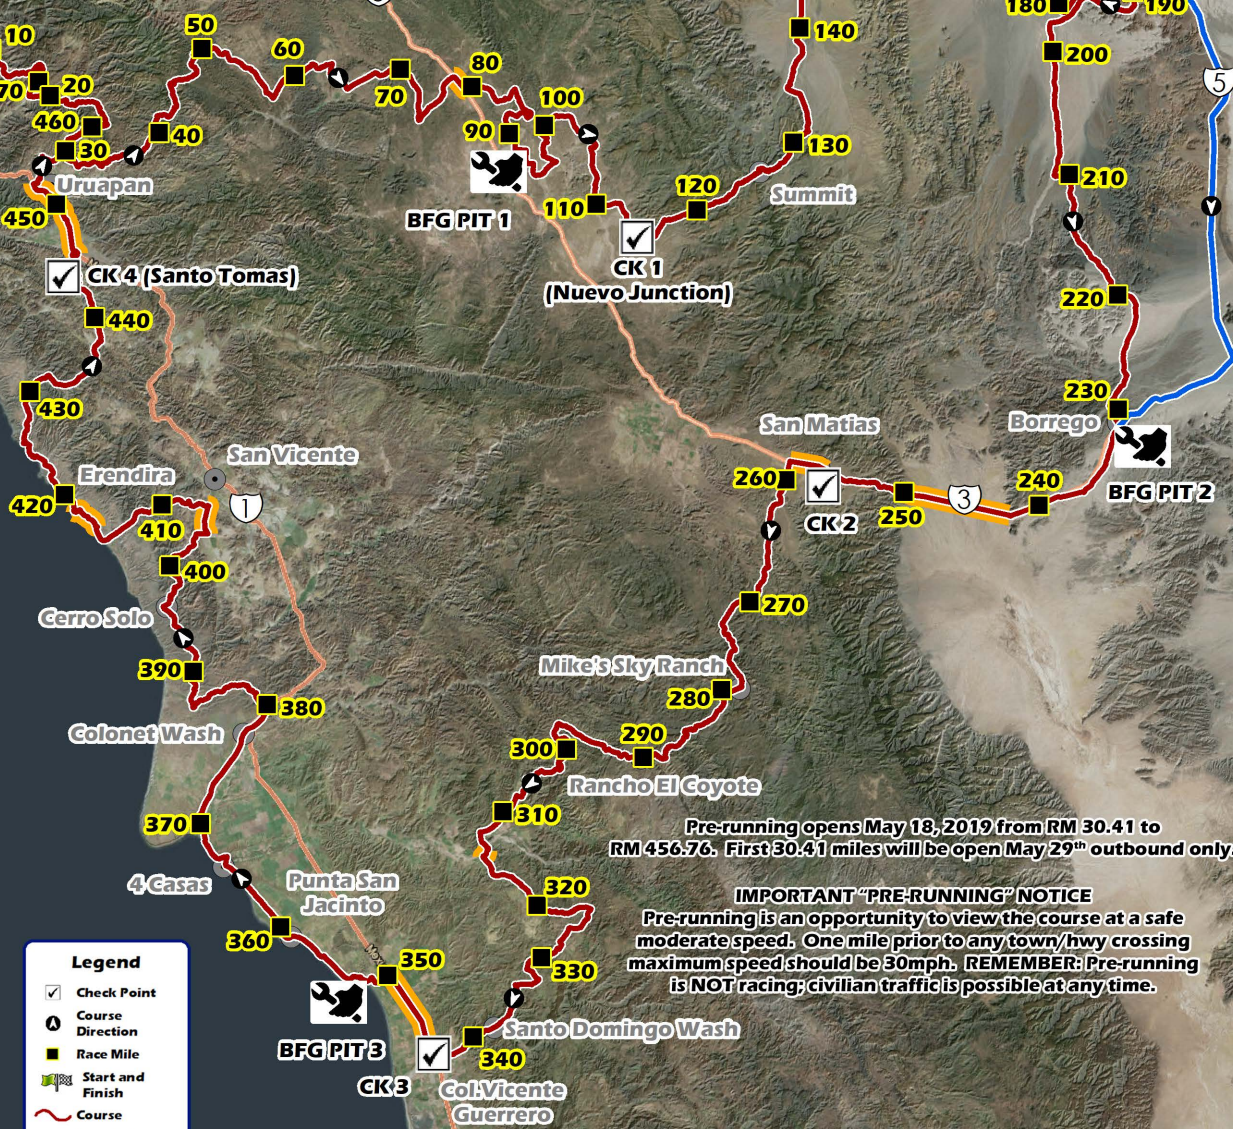 180
190
10
50
140
60
200
80
5
70
20
70
100
460
90
40
130
30
210
Uruapan
120
Summit
450
110
BFG PIT 1
CK 1
(Nuevo Junction)
CK 4 (Santo Tomas)
220
440
230
430
San Matias
Borrego
San Vicente
Erendira
260
240
BFG PIT 2
420
1
3
250
CK 2
410
400
270
Cerro Solo
Mike's Sky Ranch
390
280
380
Colonet Wash
290
300
Rancho El Coyote
310
370
Pre-running opens May 18, 2019 from RM 30.41 to
RM 456.76. First 30.41 miles will be open May 29th outbound only.
4 Casas
Punta San
Jacinto
320
IMPORTANT "PRE-RUNNING" NOTICE
Pre-running is an opportunity to view the course at a safe
moderate speed. One mile prior to any town/hwy crossing
maximum speed should be 30mph. REMEMBER: Pre-running
is NOT racing; civilian traffic is possible at any time.
360
350
330
Legend
Check Point
Course
Direction
Race Mile
Start and
Finish
Course
Santo Domingo Wash
BFG PIT 3
340
CK 3
Col.Vicente
Guerrero